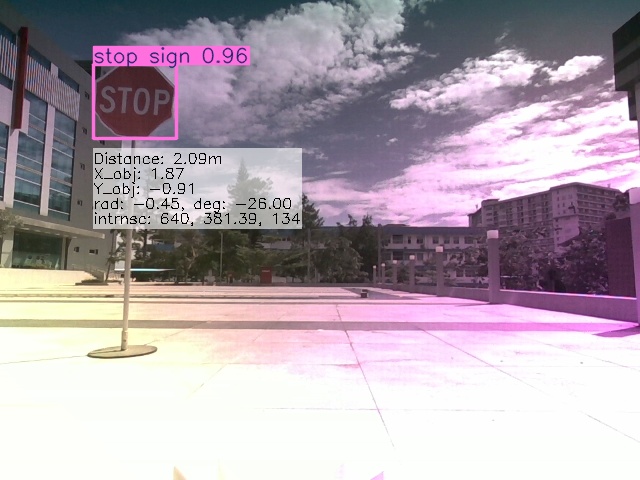 stop sign 0.96
STOP
Distance: 2.09m
X_obj: 1.87
Y_obj: -0.91
rad: -0.45, deg: -26.00
intrnsc: 640, 381.39, 134